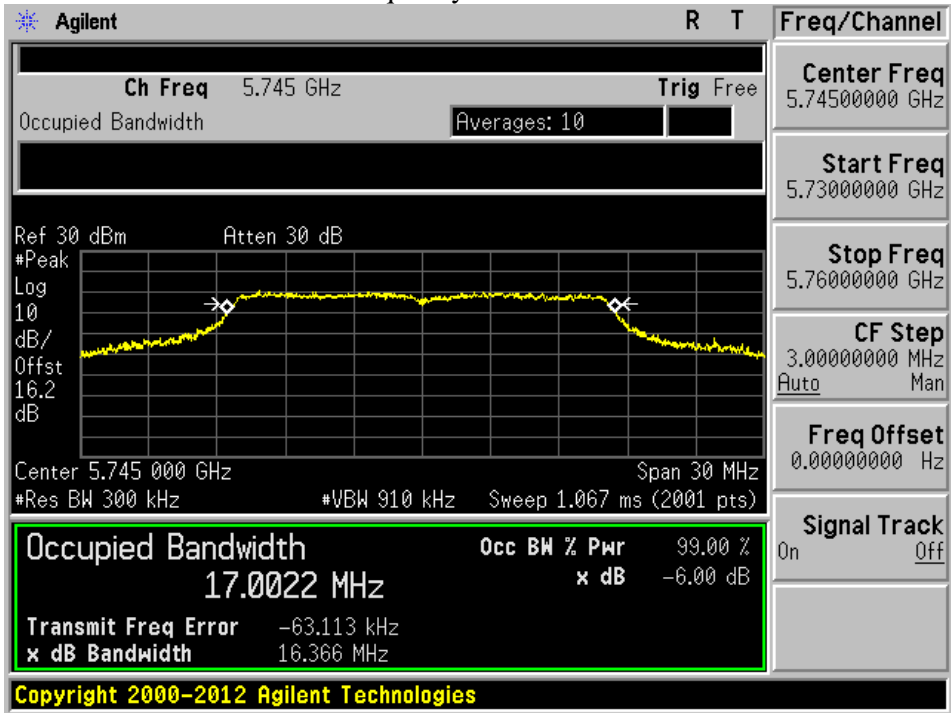 Agilent R T Freq/Channel
Ch Freq 5.745 GHz Trig Free
Occupied Bandwidth Averages: 10
Center Freq
5.74500000 GHz
Start Freq
5.73000000 GHz
Stop Freq
5.76000000 GHz
CF Step
3.00000000 MHz
Auto Man
Freq Offset
0.00000000 Hz
Signal Track
On Off
Ref 30 dBm Atten 30 dB
#Peak
Log
10
dB/
Offst
16.2
dB
Center 5.745 000 GHz Span 30 MHz
#Res BW 300 kHz #VBW 910 kHz Sweep 1.067 ms (2001 pts)
Occupied Bandwidth Occ BW % Pwr 99.00 %
17.0022 MHz x dB -6.00 dB
Transmit Freq Error -63.113 kHz
x dB Bandwidth 16.366 MHz
Copyright 2000-2012 Agilent Technologies